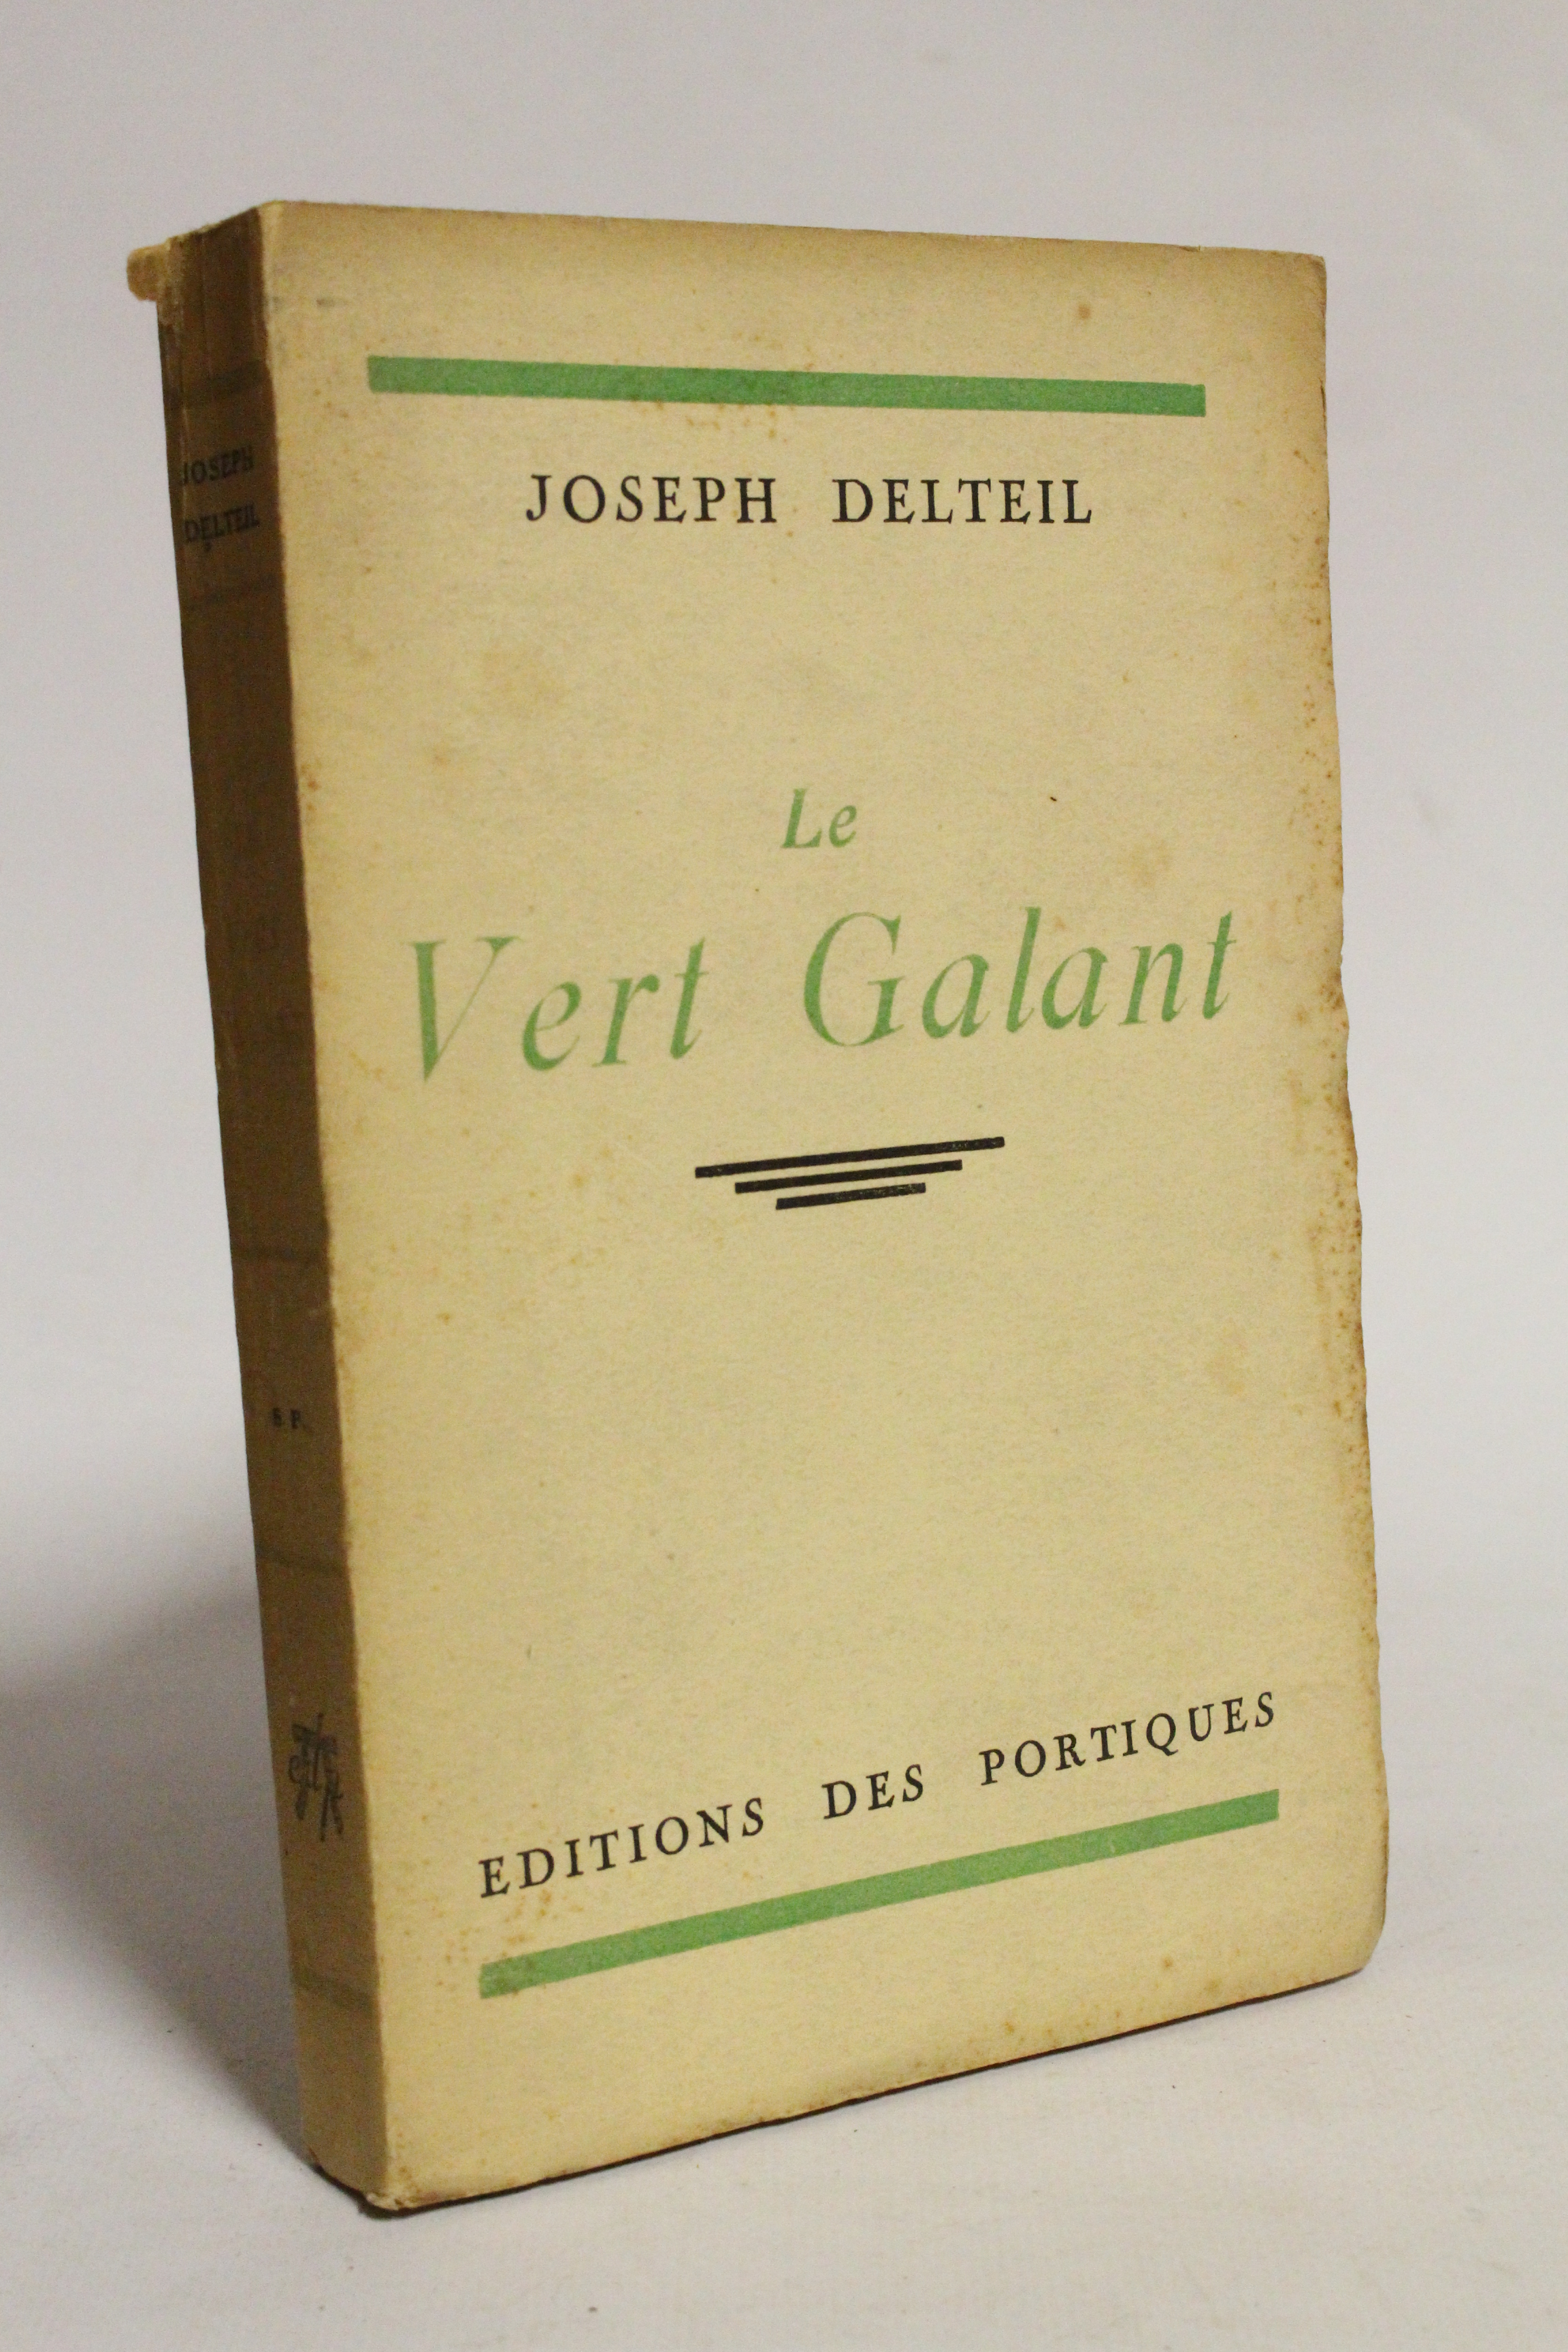 JOSEPH DELTEIL
Le
Vert Galant
EDITIONS DES PORTIQUES
JOSEPH
DELTEIL